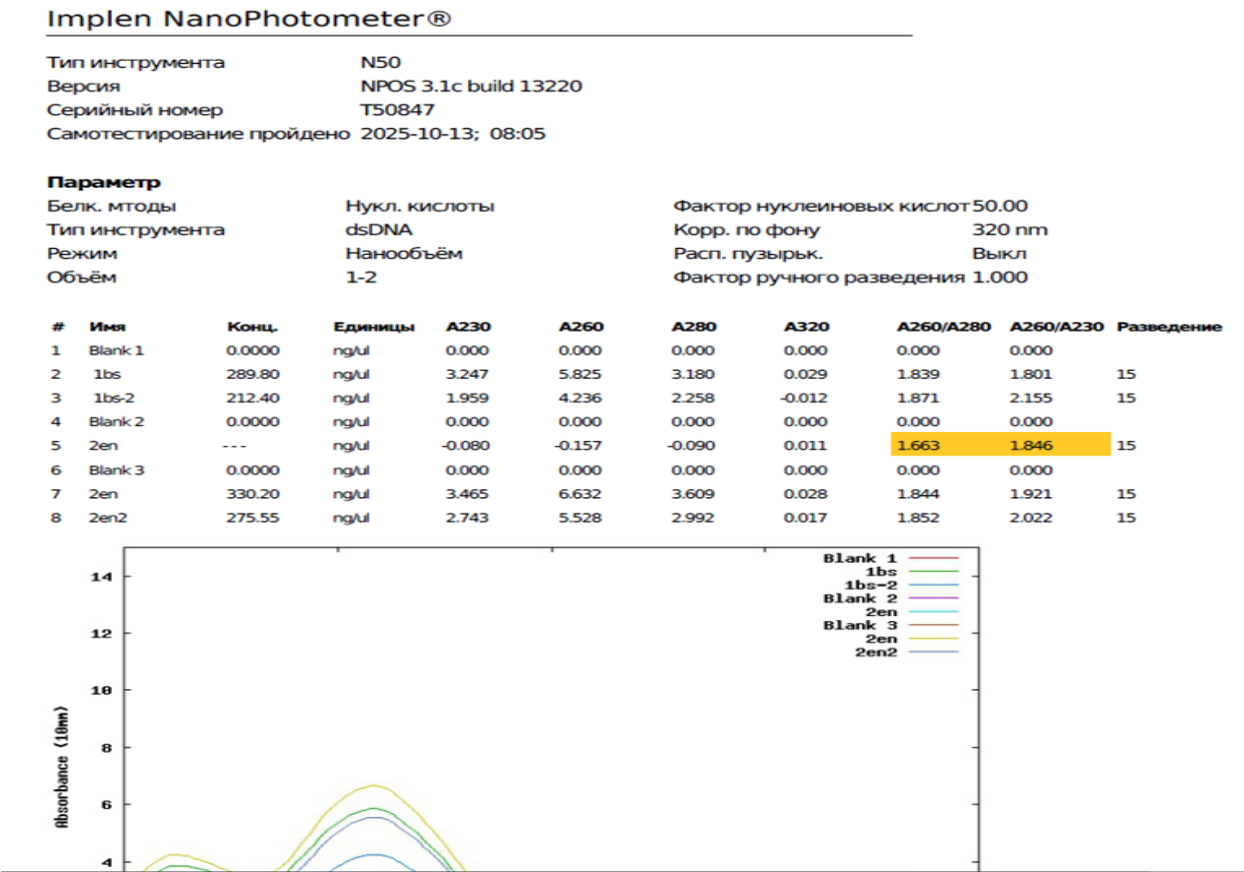 Implen NanoPhotometer®
Тип инструмента N50
Версия NPOS 3.1c build 13220
Серийный номер T50847
Самотестирование пройдено 2025-10-13; 08:05
Параметр
Белк. мтоды Нукл. кислоты Фактор нуклеиновых кислот 50.00
Тип инструмента dsDNA Корр. по фону 320 nm
Режим Нанообъём Расп. пузырьк. Выкл
Объём 1-2 Фактор ручного разведения 1.000
# Имя Конц. Единицы A230 A260 A280 A320 A260/A280 A260/A230 Разведение
1 Blank 1 0.0000 ng/ul 0.000 0.000 0.000 0.000 0.000 0.000
2 1bs 289.80 ng/ul 3.247 5.825 3.180 0.029 1.839 1.801 15
3 1bs-2 212.40 ng/ul 1.959 4.236 2.258 -0.012 1.871 2.155 15
4 Blank 2 0.0000 ng/ul 0.000 0.000 0.000 0.000 0.000 0.000
5 2en --- ng/ul -0.080 -0.157 -0.090 0.011 1.663 1.846 15
6 Blank 3 0.0000 ng/ul 0.000 0.000 0.000 0.000 0.000 0.000
7 2en 330.20 ng/ul 3.465 6.632 3.609 0.028 1.844 1.921 15
8 2en2 275.55 ng/ul 2.743 5.528 2.992 0.017 1.852 2.022 15
Blank 1
1bs
1bs-2
Blank 2
2en
Blank 3
2en
2en2
14
12
10
8
6
4
Absorbance (10мм)